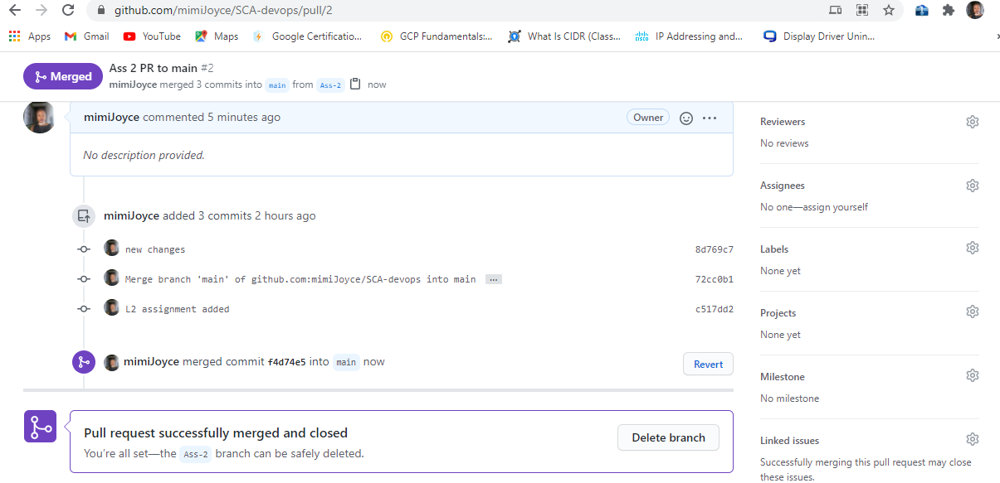 github.com/mimiJoyce/SCA-devops/pull/2
Apps Gmail YouTube Maps Google Certificatio... GCP Fundamentals:... What Is CIDR (Class... IP Addressing and... Display Driver Unin...
Merged
Ass 2 PR to main #2
mimiJoyce merged 3 commits into main from Ass-2 now
mimiJoyce commented 5 minutes ago Owner ...
No description provided.
mimiJoyce added 3 commits 2 hours ago
new changes 8d769c7
Merge branch 'main' of github.com:mimiJoyce/SCA-devops into main ... 72cc0b1
L2 assignment added c517dd2
mimiJoyce merged commit f4d74e5 into main now Revert
Pull request successfully merged and closed
You're all set—the Ass-2 branch can be safely deleted.
Delete branch
Reviewers
No reviews
Assignees
No one—assign yourself
Labels
None yet
Projects
None yet
Milestone
No milestone
Linked issues
Successfully merging this pull request may close
these issues.